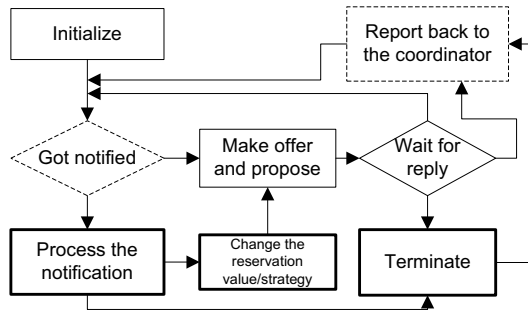 Initialize
Report back to
the coordinator
Got notified
Make offer
and propose
Wait for
reply
Process the
notification
Change the
reservation
value/strategy
Terminate